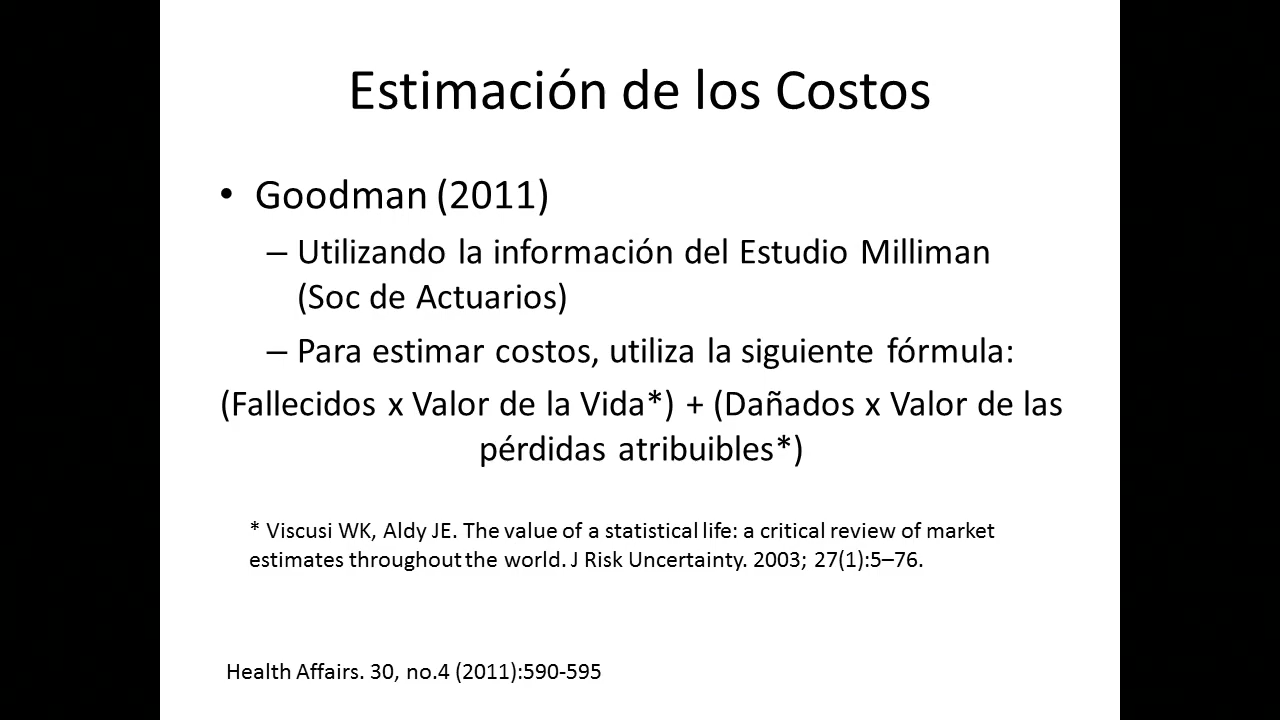 Estimación de los Costos
• Goodman (2011)
– Utilizando la información del Estudio Milliman
(Soc de Actuarios)
– Para estimar costos, utiliza la siguiente fórmula:
(Fallecidos x Valor de la Vida*) + (Dañados x Valor de las
pérdidas atribuibles*)
* Viscusi WK, Aldy JE. The value of a statistical life: a critical review of market
estimates throughout the world. J Risk Uncertainty. 2003; 27(1):5–76.
Health Affairs. 30, no.4 (2011):590-595